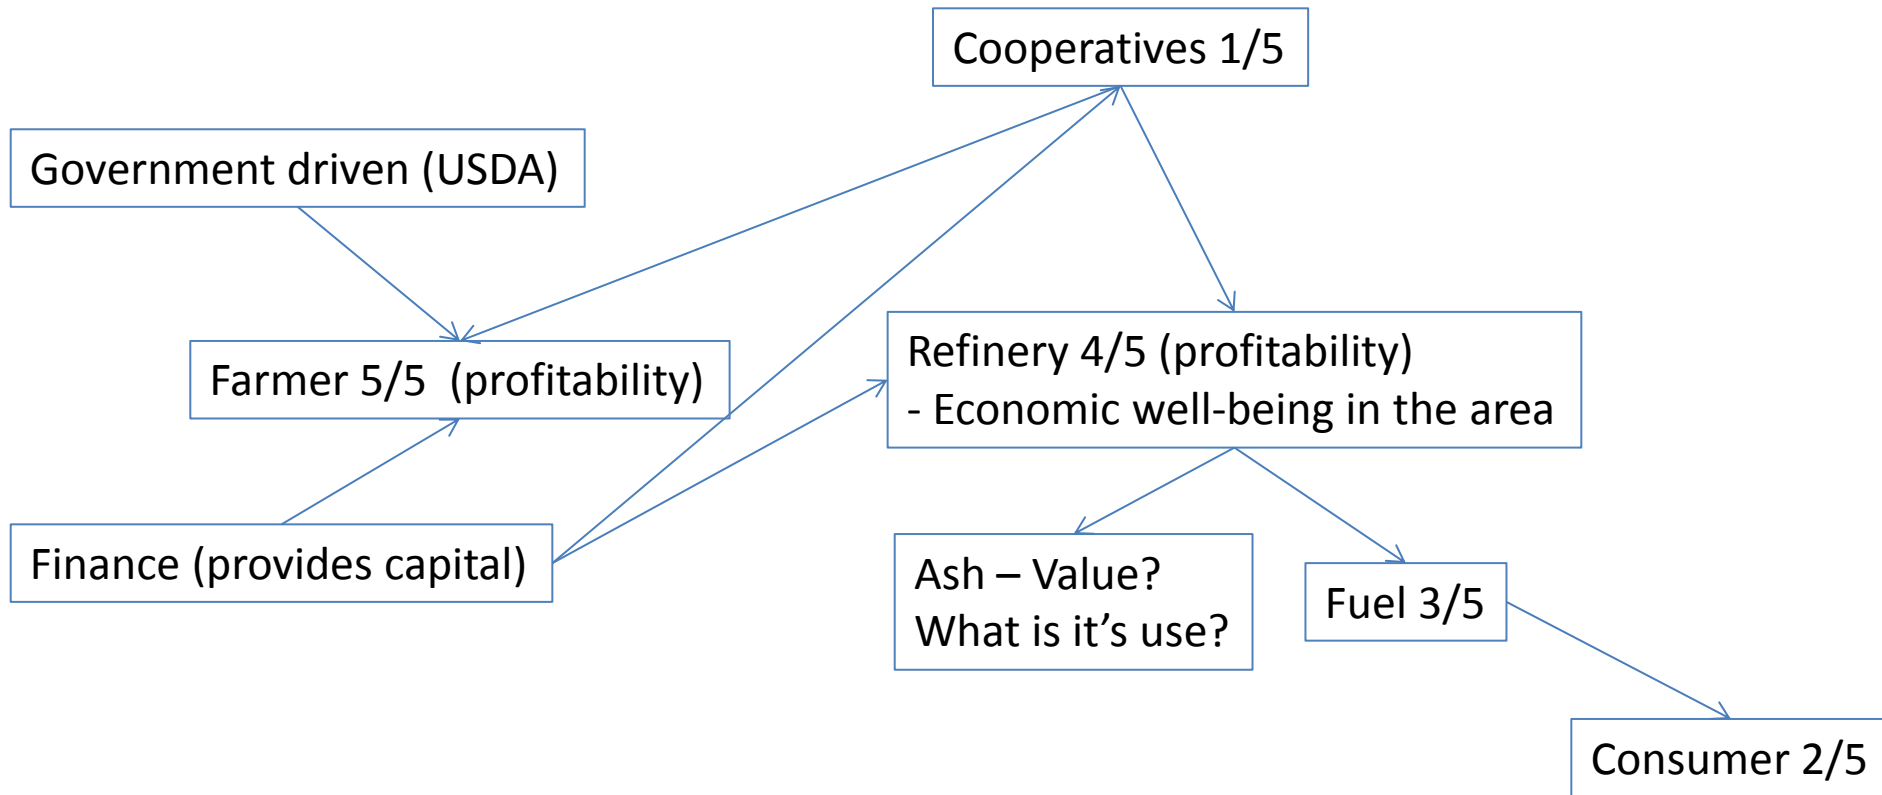 Cooperatives 1/5
Government driven (USDA)
Farmer 5/5  (profitability)
Refinery 4/5 (profitability)
- Economic well-being in the area
Finance (provides capital)
Ash – Value?
What is it’s use?
Fuel 3/5
Consumer 2/5